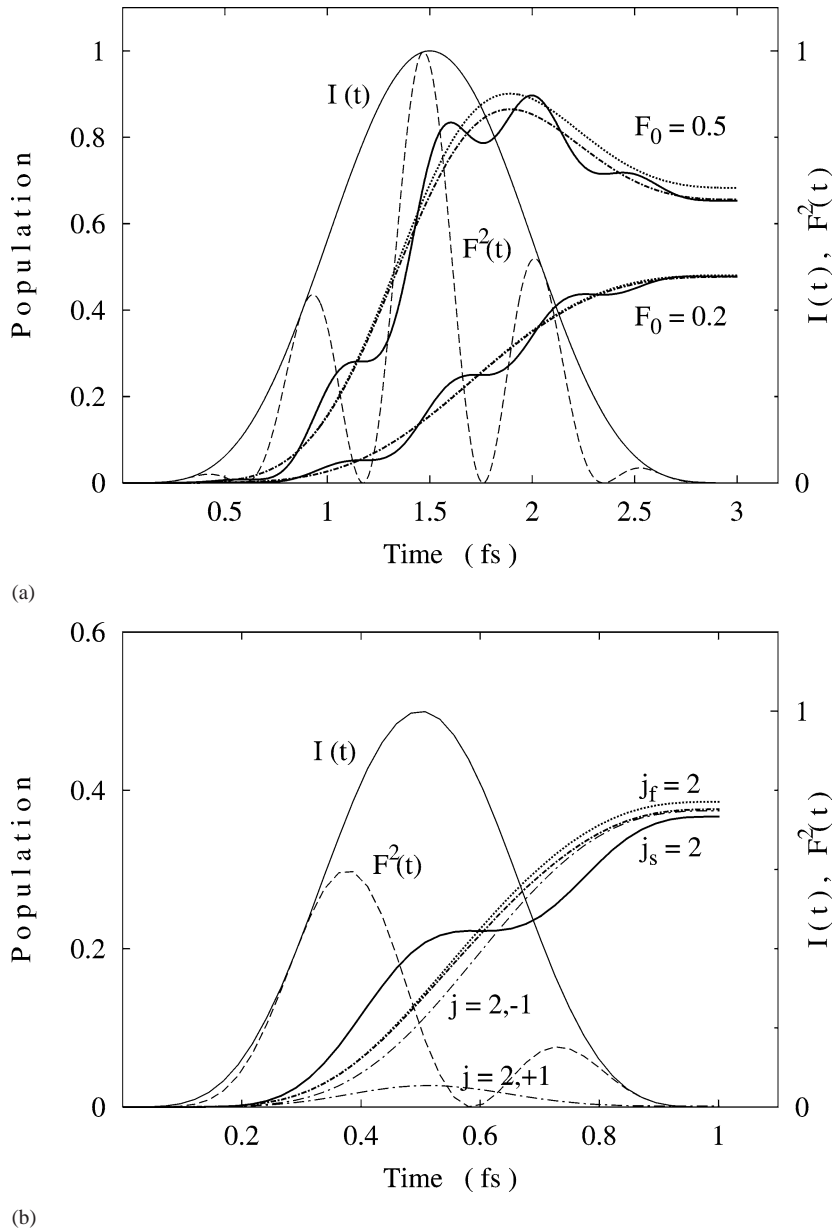 1
0.8
0.6
0.4
0.2
0
Population
I (t)
F²(t)
F₀ = 0.5
F₀ = 0.2
1
0
I (t) , F²(t)
0.5 1 1.5 2 2.5 3
Time ( fs )
(a)
0.6
0.4
0.2
0
Population
I (t)
F²(t)
j_f = 2
j_s = 2
j = 2,-1
j = 2,+1
1
0
I (t) , F²(t)
0.2 0.4 0.6 0.8 1
Time ( fs )
(b)